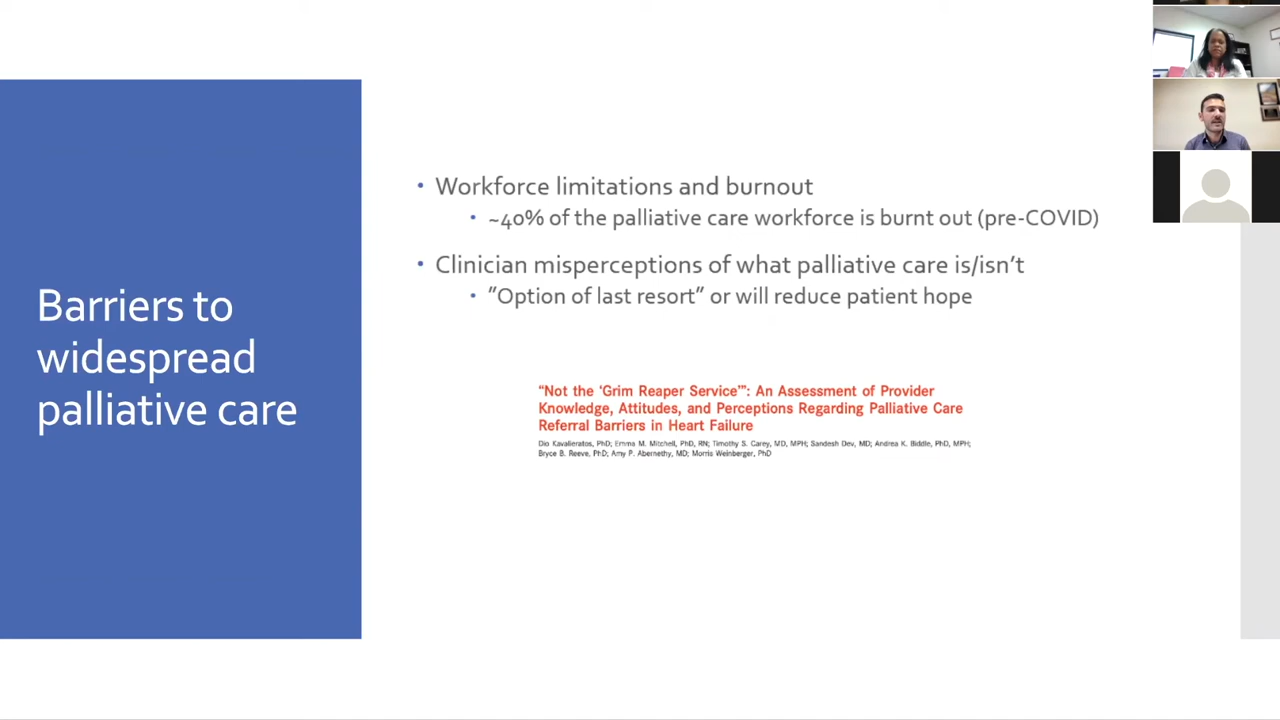 Barriers to
widespread
palliative care
• Workforce limitations and burnout
• ~40% of the palliative care workforce is burnt out (pre-COVID)
• Clinician misperceptions of what palliative care is/isn't
• ”Option of last resort” or will reduce patient hope
“Not the ‘Grim Reaper Service’”: An Assessment of Provider
Knowledge, Attitudes, and Perceptions Regarding Palliative Care
Referral Barriers in Heart Failure
Dio Kavalieratos, PhD; Emma M. Mitchell, PhD, RN; Timothy S. Carey, MD, MPH; Sandesh Dev, MD; Andrea K. Biddle, PhD, MPH;
Bryce B. Reeve, PhD; Amy P. Abernethy, MD; Morris Weinberger, PhD